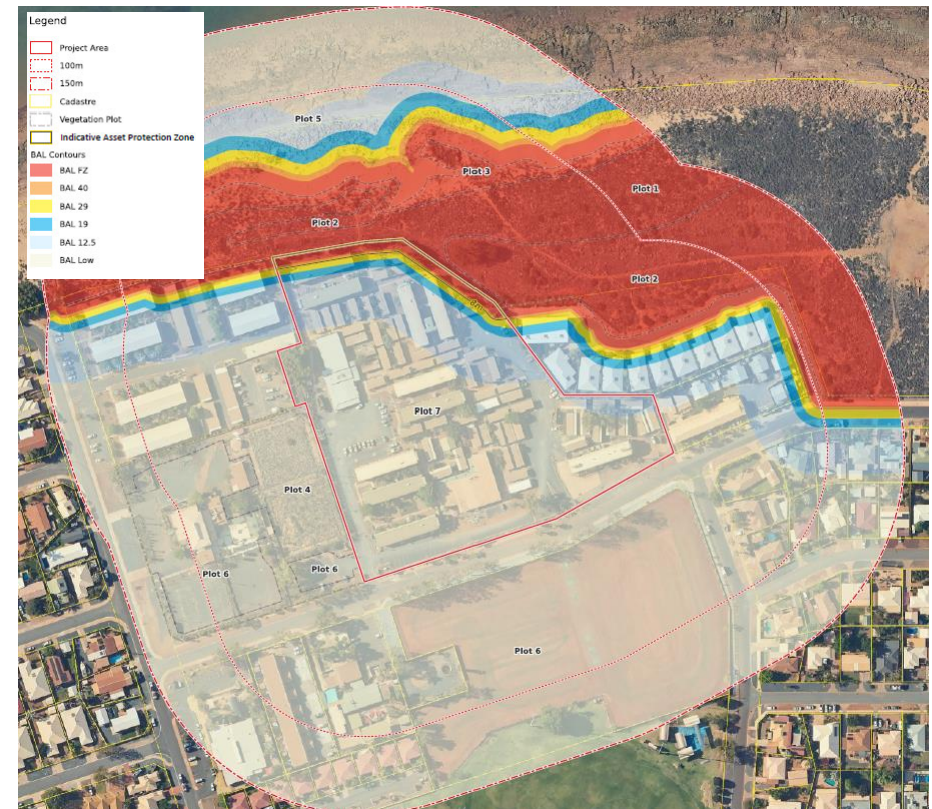 Legend
Project Area
100m
150m
Cadastre
Vegetation Plot
Indicative Asset Protection Zone
BAL Contours
BAL FZ
BAL 40
BAL 29
BAL 19
BAL 12.5
BAL Low
Plot 5
Plot 3
Plot 1
Plot 2
Plot 2
Plot 7
Plot 4
Plot 6
Plot 6
Plot 6